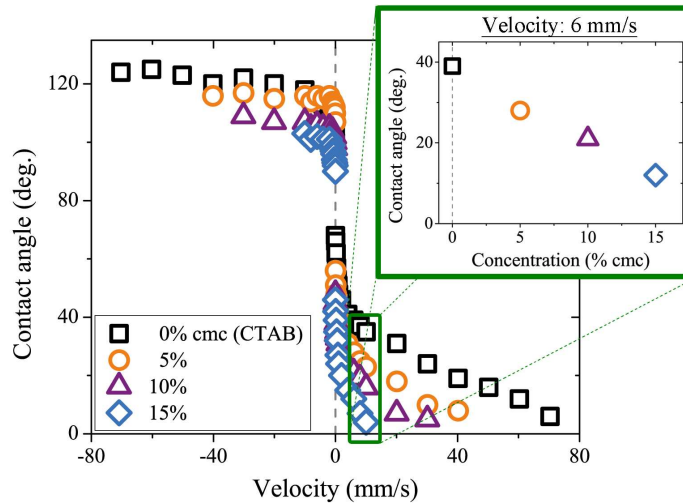 Velocity: 6 mm/s
Contact angle (deg.)
40
20
0
0 5 10 15
Concentration (% cmc)
Contact angle (deg.)
120
80
40
0
0% cmc (CTAB)
5%
10%
15%
-80 -40 0 40 80
Velocity (mm/s)